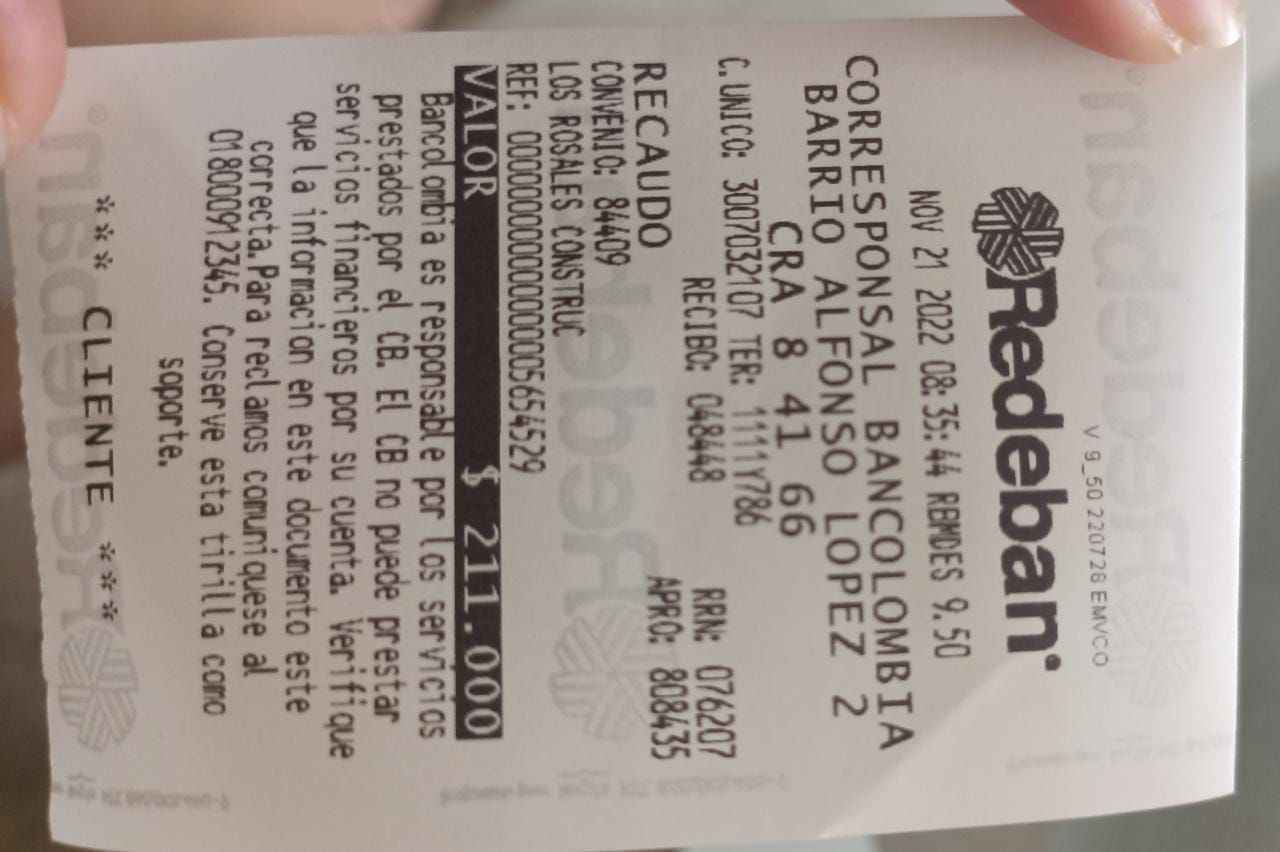 V 9_50 220726 EMVCO
Redeban
NOV 21 2022 08:35:44 RBMDES 9.50
CORRESPONSAL BANCOLOMBIA
BARRIO ALFONSO LOPEZ 2
CRA 8 41 66
C.UNICO: 3007032107 TER: 1111Y786
RECIBO: 048448 RRN: 076207
APRO: 808435
RECAUDO
CONVENIO: 84409
LOS ROSALES CONSTRUC
REF: 000000000000000005654529
VALOR $ 211.000
Bancolombia es responsable por los servicios
prestados por el CB. El CB no puede prestar
servicios financieros por su cuenta. Verifique
que la informacion en este documento este
correcta.Para reclamos comuniquese al
018000912345. Conserve esta tirilla como
soporte.
*** CLIENTE ***